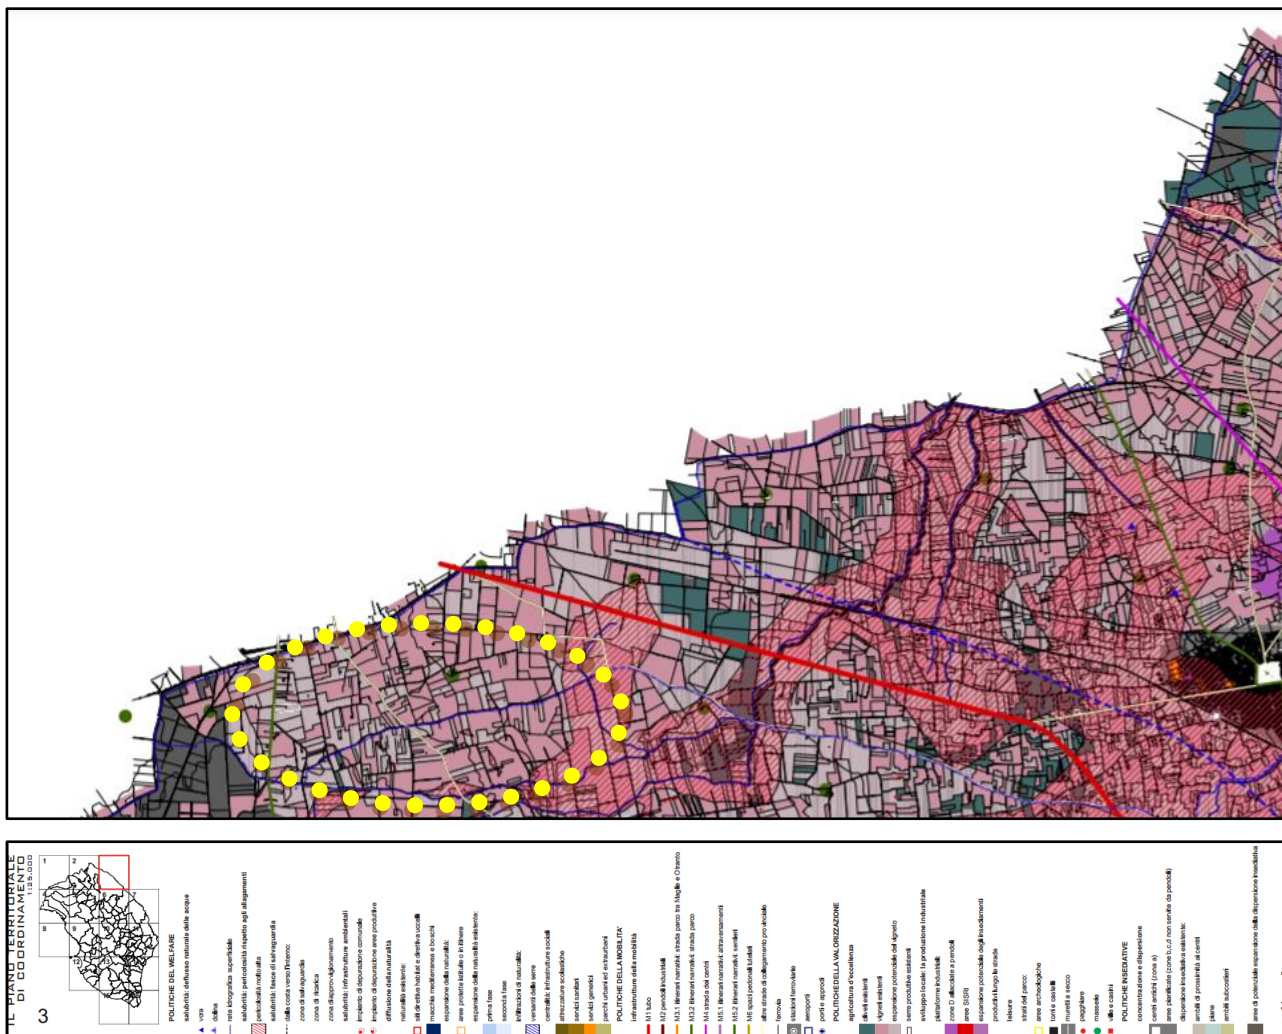 IL PIANO TERRITORIALE
DI COORDINAMENTO
1:25.000
3
1
2
4
7
8
9
12
13
POLITICHE DEL WELFARE
salubrità: deflusso naturale delle acque
vora
dolina
rete idrografica superficiale
salubrità: pericolosità rispetto agli allagamenti
pericolosità molto alta
salubrità: fasce di salvaguardia
dalla costa verso l'interno:
zona di salvaguardia
zona di ricarica
zona di approvvigionamento
salubrità: infrastrutture ambientali
impianto di depurazione comunale
impianto di depurazione aree produttive
diffusione della naturalità
naturalità esistente:
siti direttiva habitat e direttiva uccelli
macchia mediterranea e boschi
espansione della naturalità:
aree protette istituite o in itinere
espansione della naturalità esistente:
prima fase
seconda fase
infiltrazioni di naturalità:
versanti delle serre
centralità: infrastrutture sociali
attrezzature scolastiche
servizi sanitari
servizi generici
parchi urbani ed extraurbani
POLITICHE DELLA MOBILITA'
infrastrutture della mobilità
M1 tubo
M2 pendoli industriali
M3.1 itinerari narrativi: strada parco tra Maglie e Otranto
M3.2 itinerari narrativi: strada parco
M4 strada dei centri
M5.1 itinerari narrativi: attraversamenti
M5.2 itinerari narrativi: sentieri
M6 spazi pedonali tutelati
altre strade di collegamento provinciale
ferrovia
stazioni ferroviarie
aeroporti
porti e approdi
POLITICHE DELLA VALORIZZAZIONE
agricoltura d'eccellenza
oliveti esistenti
vigneti esistenti
espansione potenziale del vigneto
serre produttive esistenti
sviluppo locale: la produzione industriale
piattaforme industriali:
zone D allacciate a pendoli
aree SISRI
espansione potenziale degli insediamenti
produttivi lungo le strade
leisure
strati del parco:
aree archeologiche
torri e castelli
muretti a secco
pagghiare
masserie
ville e casini
POLITICHE INSEDIATIVE
concentrazione e dispersione
centri antichi (zona a)
aree pianificate (zone b,c,d non servite da pendoli)
dispersione insediativa esistente:
ambiti di prossimità ai centri
piane
ambiti subcostieri
aree di potenziale espansione della dispersione insediativa